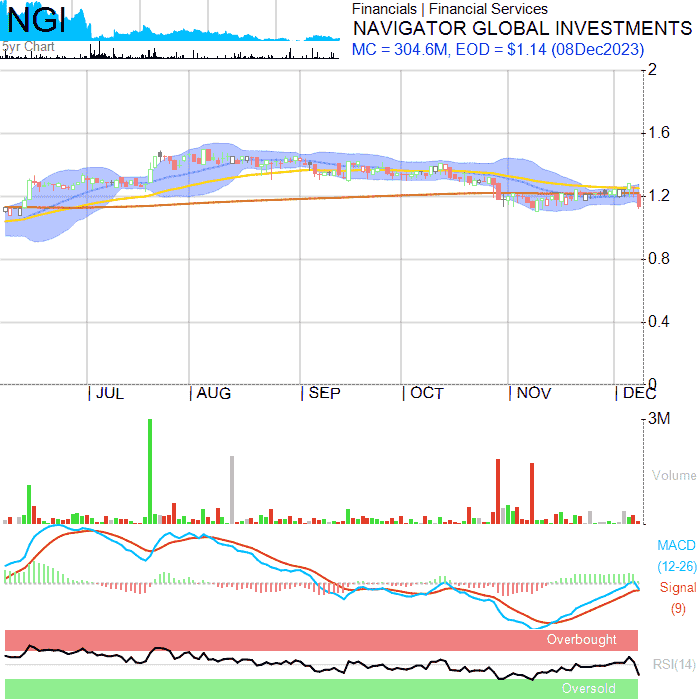 NGI
5yr Chart
Financials | Financial Services
NAVIGATOR GLOBAL INVESTMENTS
MC = 304.6M, EOD = $1.14 (08Dec2023)
2
1.6
1.2
0.8
0.4
0
JUL AUG SEP OCT NOV DEC
3M
Volume
MACD
(12-26)
Signal
(9)
Overbought
RSI(14)
Oversold